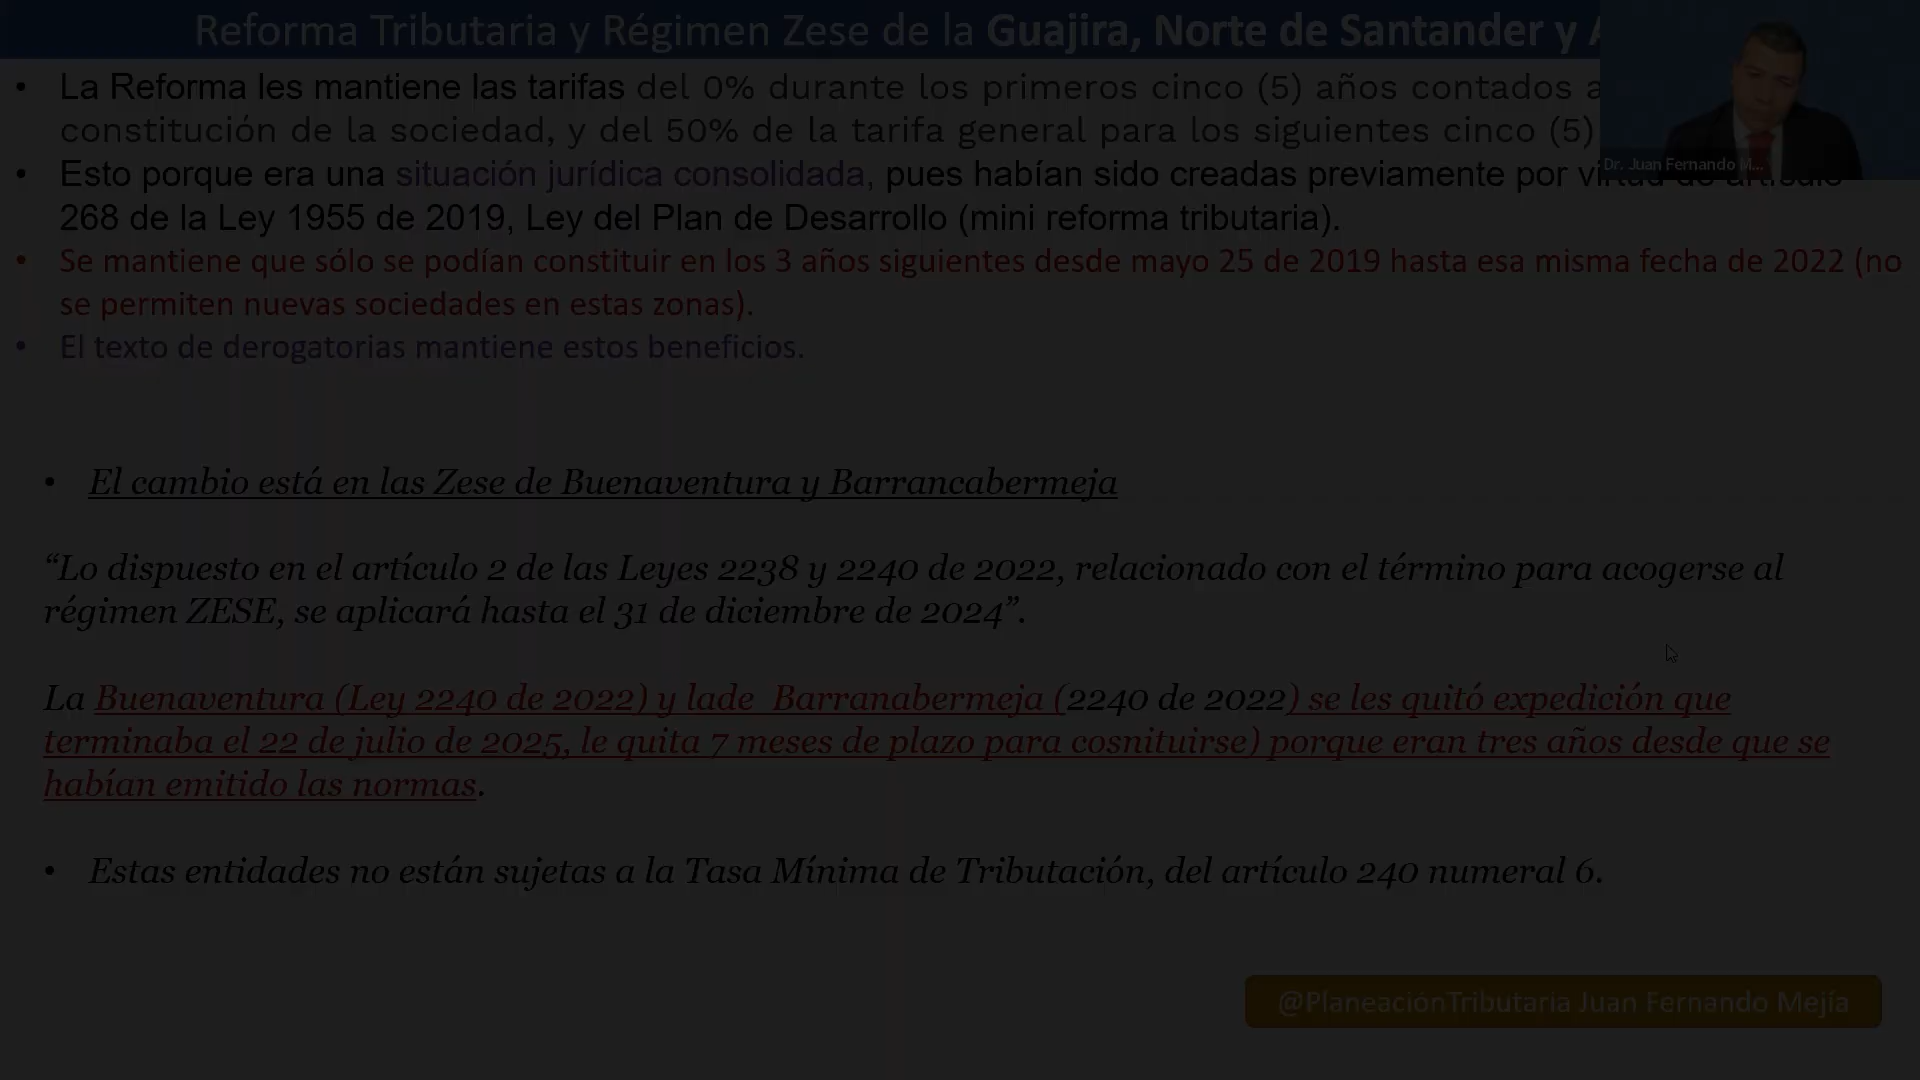 Reforma Tributaria y Régimen Zese de la Guajira, Norte de Santander y
• La Reforma les mantiene las tarifas del 0% durante los primeros cinco (5) años contados
constitución de la sociedad, y del 50% de la tarifa general para los siguientes cinco (5)
Dr. Juan Fernando M...
• Esto porque era una situación jurídica consolidada, pues habían sido creadas previamente por virtud de artículo
268 de la Ley 1955 de 2019, Ley del Plan de Desarrollo (mini reforma tributaria).
• Se mantiene que sólo se podían constituir en los 3 años siguientes desde mayo 25 de 2019 hasta esa misma fecha de 2022 (no
se permiten nuevas sociedades en estas zonas).
• El texto de derogatorias mantiene estos beneficios.
• El cambio está en las Zese de Buenaventura y Barrancabermeja
“Lo dispuesto en el artículo 2 de las Leyes 2238 y 2240 de 2022, relacionado con el término para acogerse al
régimen ZESE, se aplicará hasta el 31 de diciembre de 2024”.
La Buenaventura (Ley 2240 de 2022) y lade Barranabermeja (2240 de 2022) se les quitó expedición que
terminaba el 22 de julio de 2025, le quita 7 meses de plazo para cosnituirse) porque eran tres años desde que se
habían emitido las normas.
• Estas entidades no están sujetas a la Tasa Mínima de Tributación, del artículo 240 numeral 6.
@PlaneaciónTributaria Juan Fernando Mejía